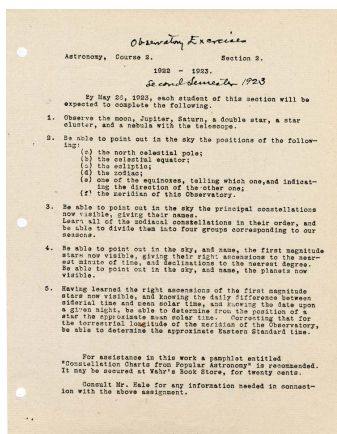 Observatory Exercises
Astronomy, Course 2. Section 2.
1922 - 1923.
Second Semester 1923
By May 26, 1923, each student of this section will be
expected to complete the following.
1. Observe the moon, Jupiter, Saturn, a double star, a star
cluster, and a nebula with the telescope.
2. Be able to point out in the sky the positions of the follow-
ing:
(a) the north celestial pole;
(b) the celestial equator;
(c) the ecliptic;
(d) the zodiac;
(e) one of the equinoxes, telling which one,and indicat-
ing the direction of the other one;
(f) the meridian of this Observatory.
3. Be able to point out in the sky the principal constellations
now visible, giving their names.
Learn all of the zodiacal constellations in their order, and
be able to divide them into four groups corresponding to our
seasons.
4. Be able to point out in the sky, and name, the first magnitude
stars now visible, giving their right ascensions to the near-
est minute of time, and declinations to the nearest degree.
Be able to point out in the sky, and name, the planets now
visible.
5. Having learned the right ascensions of the first magnitude
stars now visible, and knowing the daily difference between
siderial time and mean solar time, and knowing the date upon
a given night, be able to determine from the position of a
star the approximate mean solar time. Correcting that for
the terrestrial longitude of the meridian of the Observatory,
be able to determine the approximate Eastern Standard time.
For assistance in this work a pamphlet entitled
"Constellation Charts from Popular Astronomy" is recommended.
It may be secured at Wahr's Book Store, for twenty cents.
Consult Mr. Hale for any information needed in connect-
ion with the above assignment.